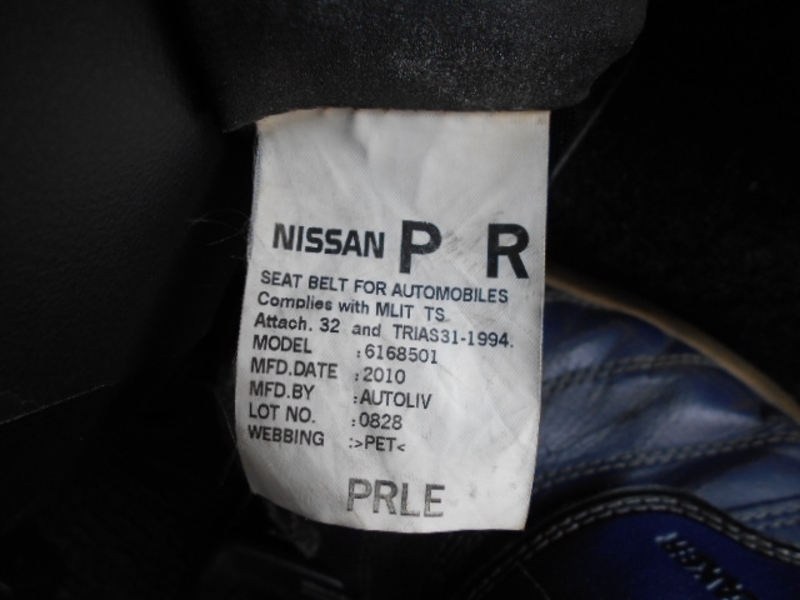 NISSAN P R
SEAT BELT FOR AUTOMOBILES
Complies with MLIT TS
Attach. 32 and TRIAS31-1994.
MODEL :6168501
MFD.DATE :2010
MFD.BY :AUTOLIV
LOT NO. :0828
WEBBING :>PET<
PRLE